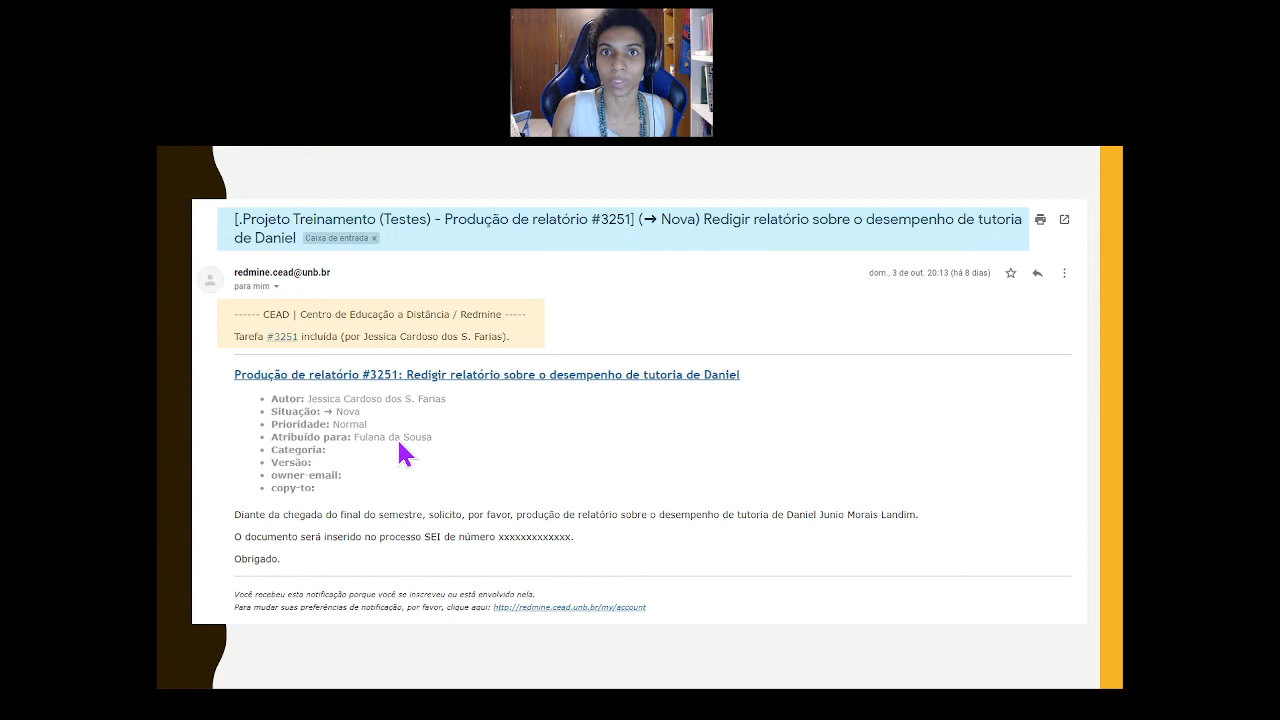 [.Projeto Treinamento (Testes) - Produção de relatório #3251] (➔ Nova) Redigir relatório sobre o desempenho de tutoria
de Daniel Caixa de entrada ×
redmine.cead@unb.br
dom., 3 de out. 20:13 (há 8 dias)
para mim
------ CEAD | Centro de Educação a Distância / Redmine -----
Tarefa #3251 incluída (por Jessica Cardoso dos S. Farias).
Produção de relatório #3251: Redigir relatório sobre o desempenho de tutoria de Daniel
• Autor: Jessica Cardoso dos S. Farias
• Situação: ➔ Nova
• Prioridade: Normal
• Atribuído para: Fulana da Sousa
• Categoria:
• Versão:
• owner-email:
• copy-to:
Diante da chegada do final do semestre, solicito, por favor, produção de relatório sobre o desempenho de tutoria de Daniel Junio Morais Landim.
O documento será inserido no processo SEI de número xxxxxxxxxxxxx.
Obrigado.
Você recebeu esta notificação porque você se inscreveu ou está envolvido nela.
Para mudar suas preferências de notificação, por favor, clique aqui: http://redmine.cead.unb.br/my/account